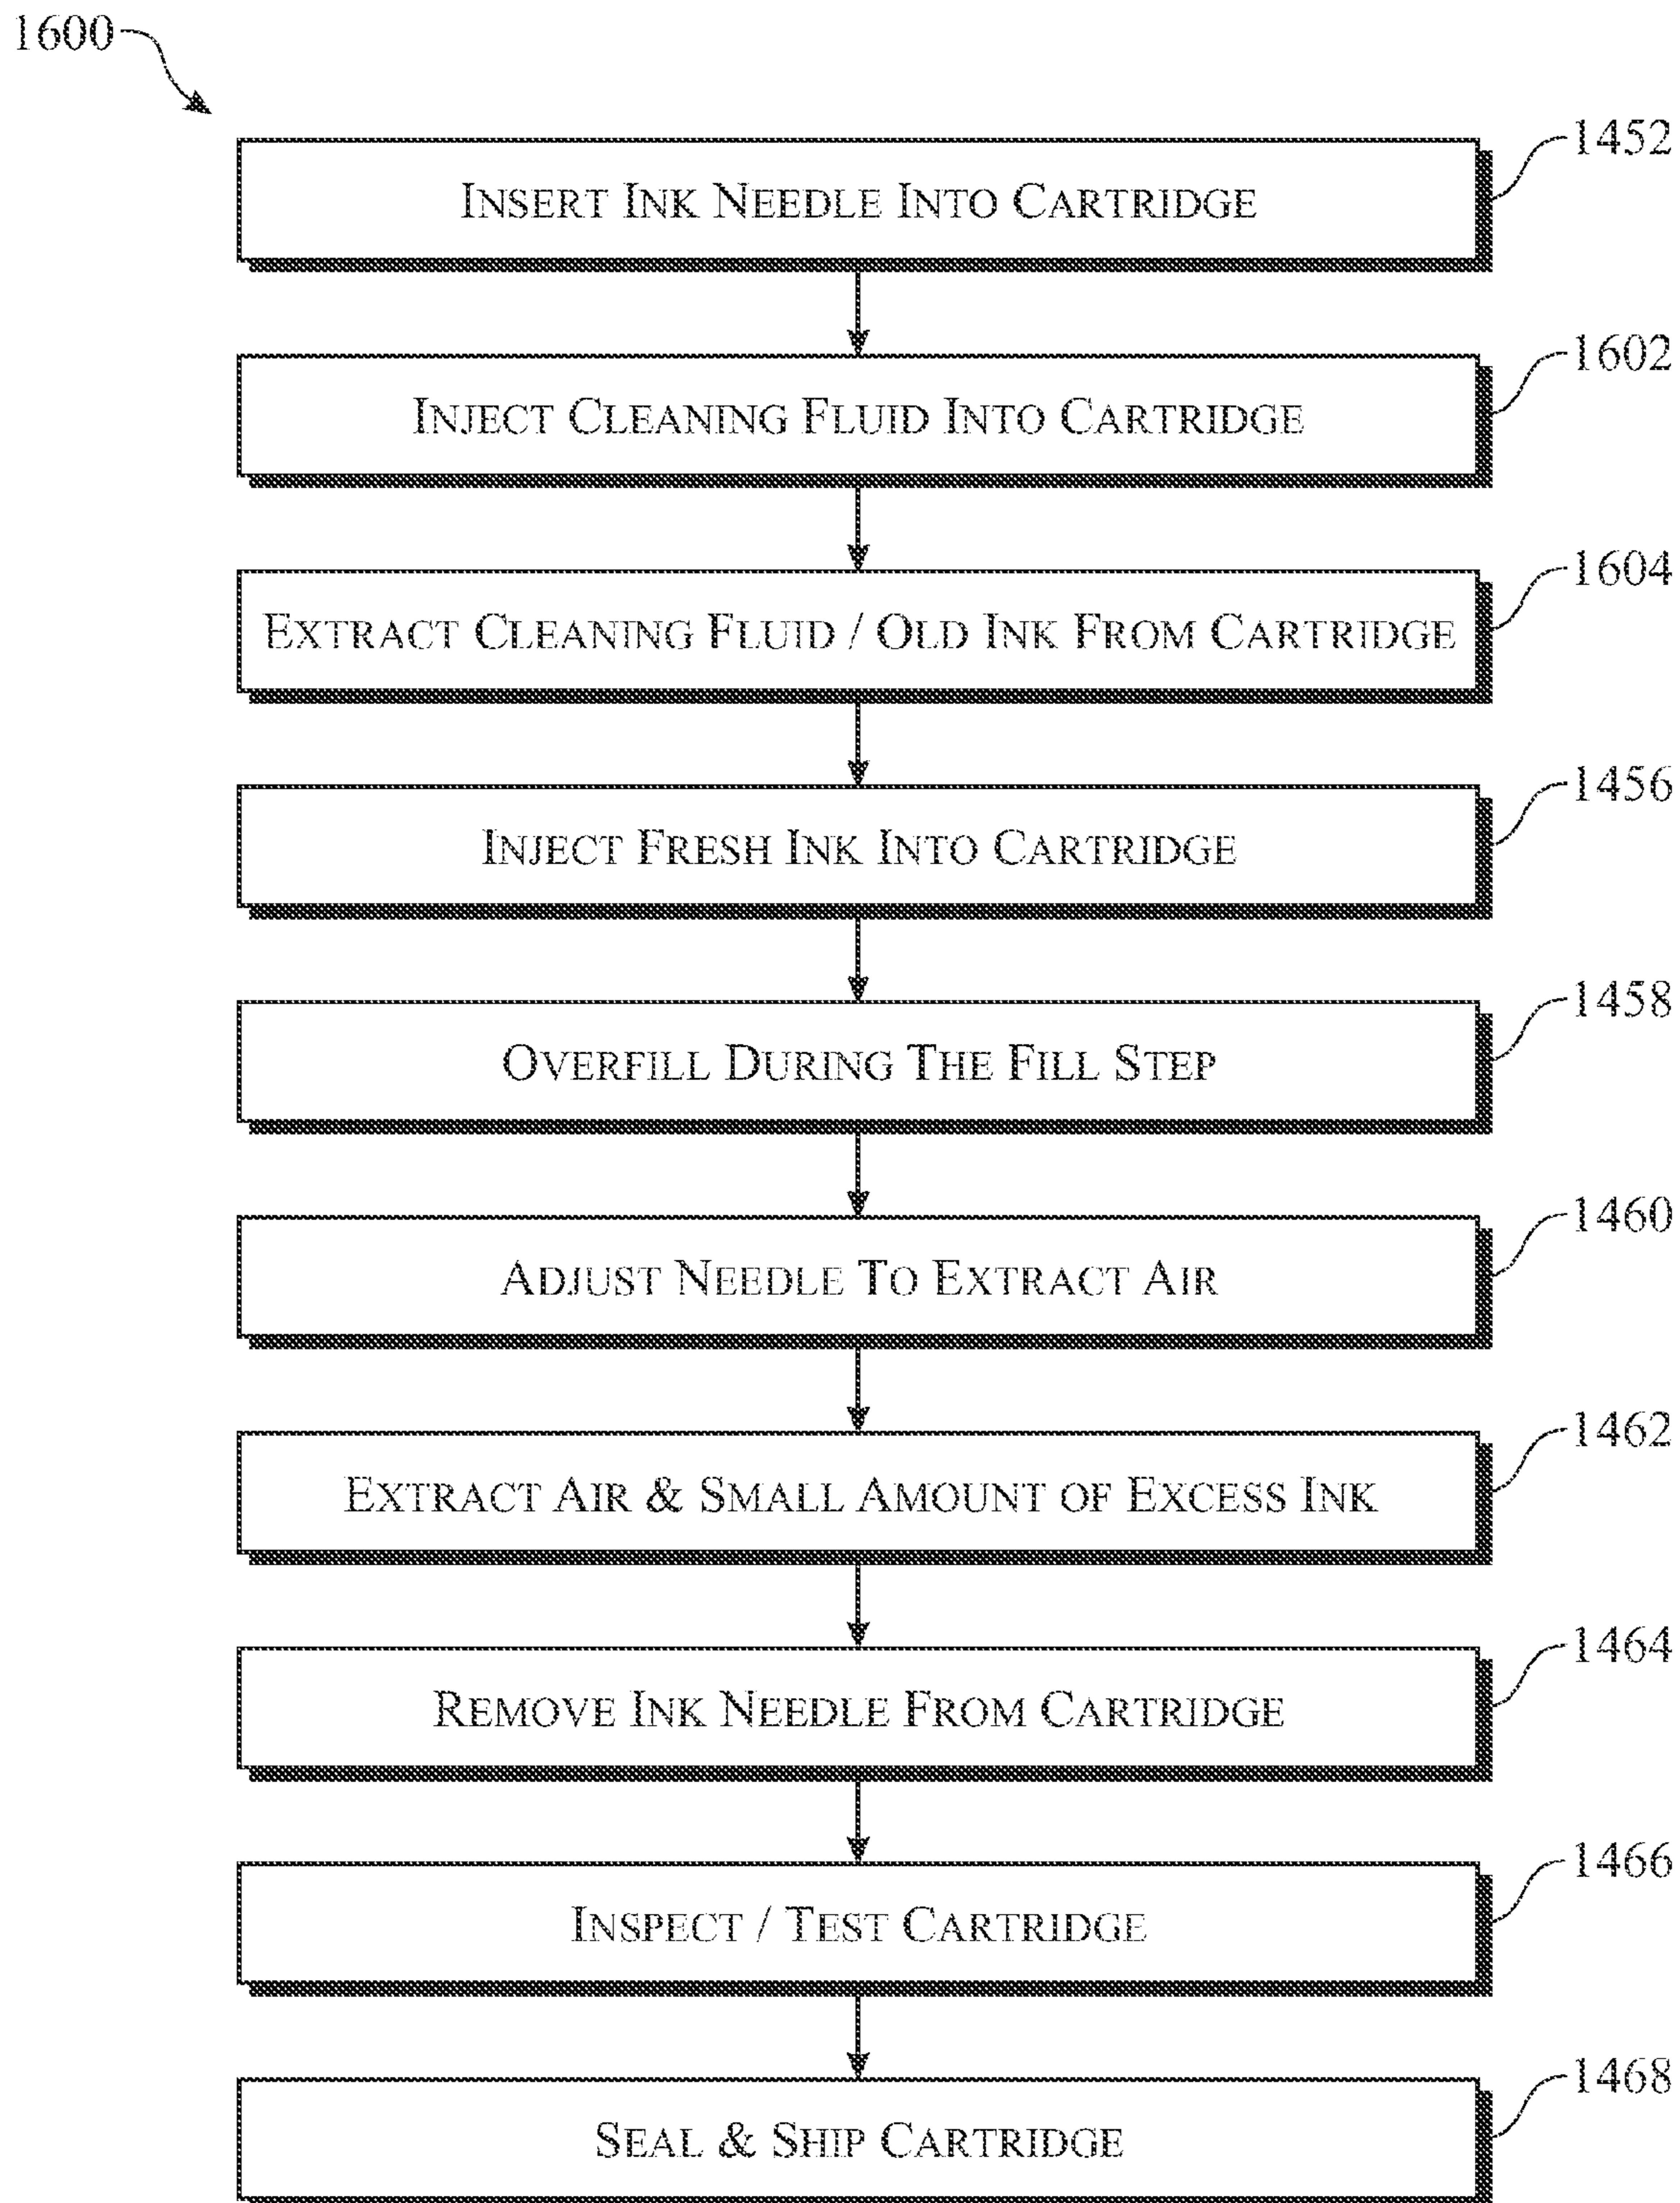 1600
1452
INSERT INK NEEDLE INTO CARTRIDGE
1602
INJECT CLEANING FLUID INTO CARTRIDGE
1604
EXTRACT CLEANING FLUID / OLD INK FROM CARTRIDGE
1456
INJECT FRESH INK INTO CARTRIDGE
1458
OVERFILL DURING THE FILL STEP
1460
ADJUST NEEDLE TO EXTRACT AIR
1462
EXTRACT AIR & SMALL AMOUNT OF EXCESS INK
1464
REMOVE INK NEEDLE FROM CARTRIDGE
1466
INSPECT / TEST CARTRIDGE
1468
SEAL & SHIP CARTRIDGE